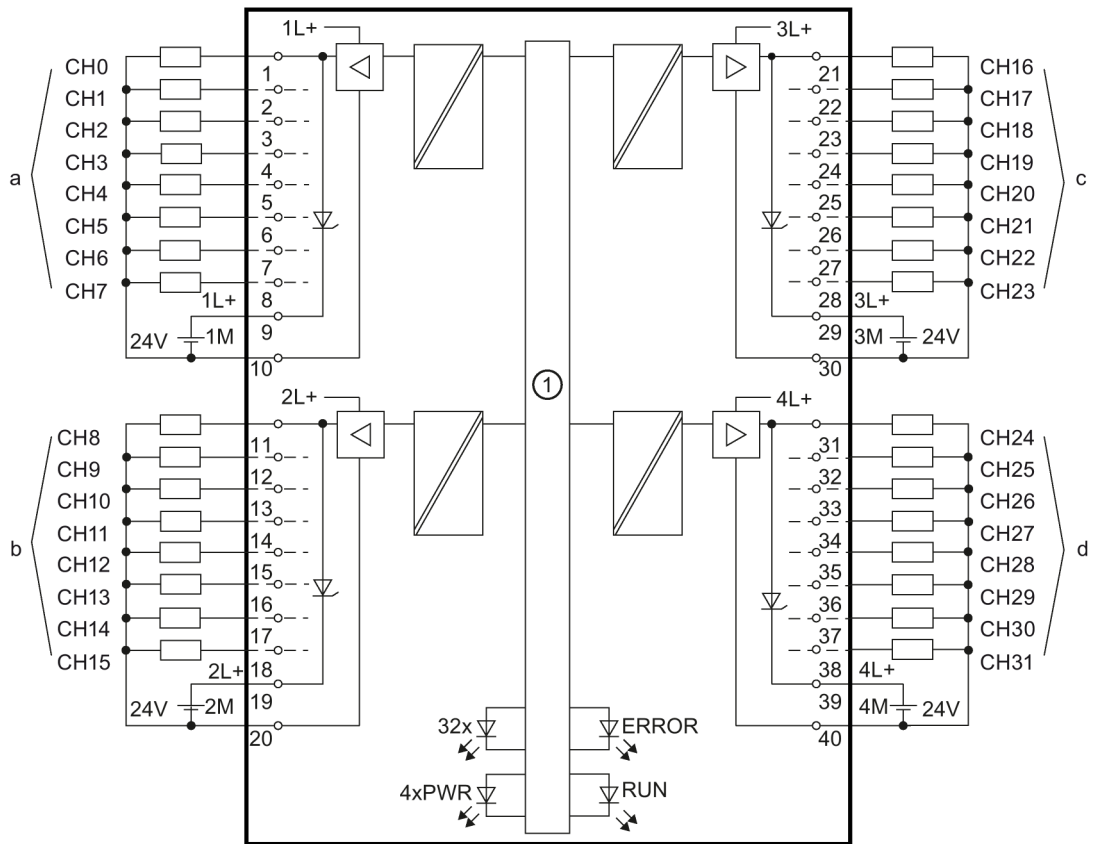 1L+ 3L+
CH0 1 21 CH16
CH1 2 22 CH17
CH2 3 23 CH18
CH3 4 24 CH19
a CH4 5 25 CH20 c
CH5 6 26 CH21
CH6 7 27 CH22
CH7 1L+ 8 28 3L+ CH23
24V 1M 9 29 3M 24V
10 30
1
2L+ 4L+
CH8 11 31 CH24
CH9 12 32 CH25
CH10 13 33 CH26
CH11 14 34 CH27
b CH12 15 35 CH28 d
CH13 16 36 CH29
CH14 17 37 CH30
CH15 2L+ 18 38 4L+ CH31
24V 2M 19 39 4M 24V
20 32x ERROR 40
4xPWR RUN